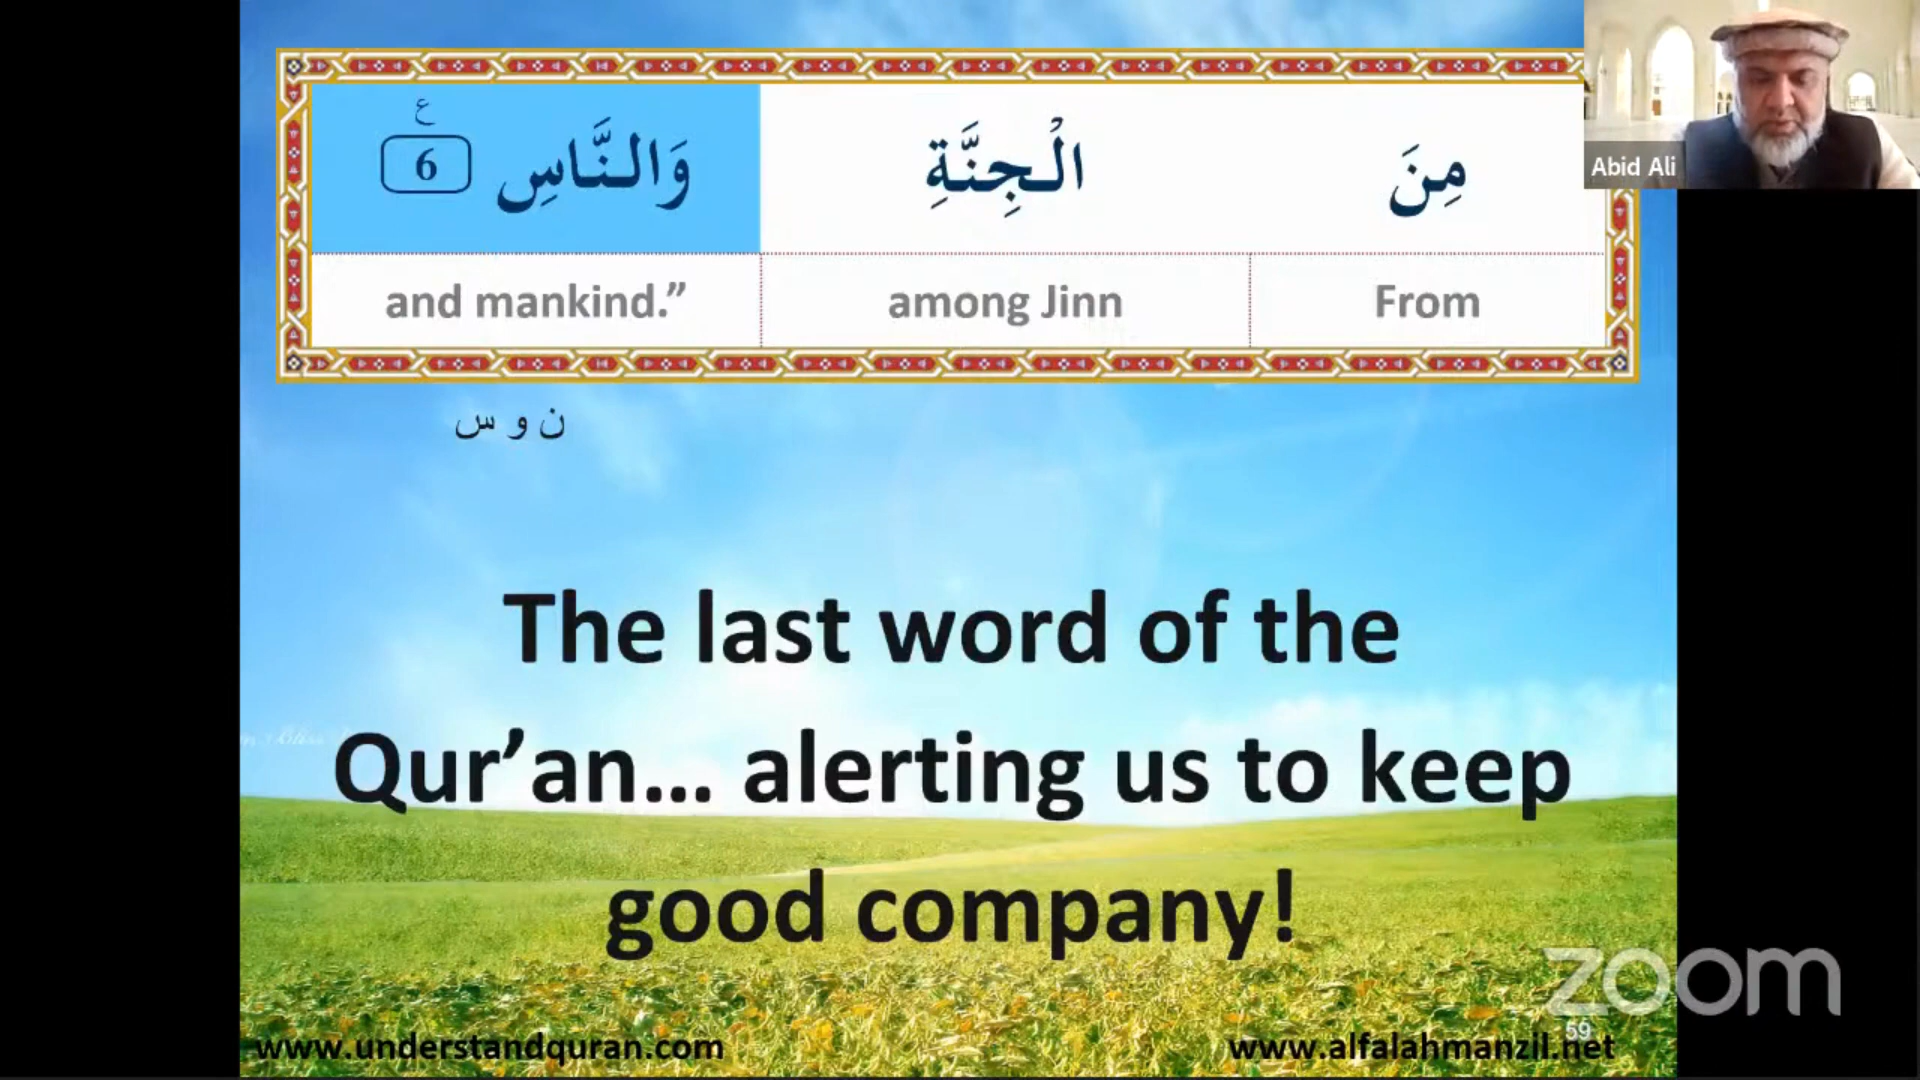 مِنَ الْجِنَّةِ وَالنَّاسِ 6 ع
From among Jinn and mankind.”
ن و س
Abid Ali
The last word of the
Qur’an... alerting us to keep
good company!
zoom
59
www.understandquran.com
www.alfalahmanzil.net